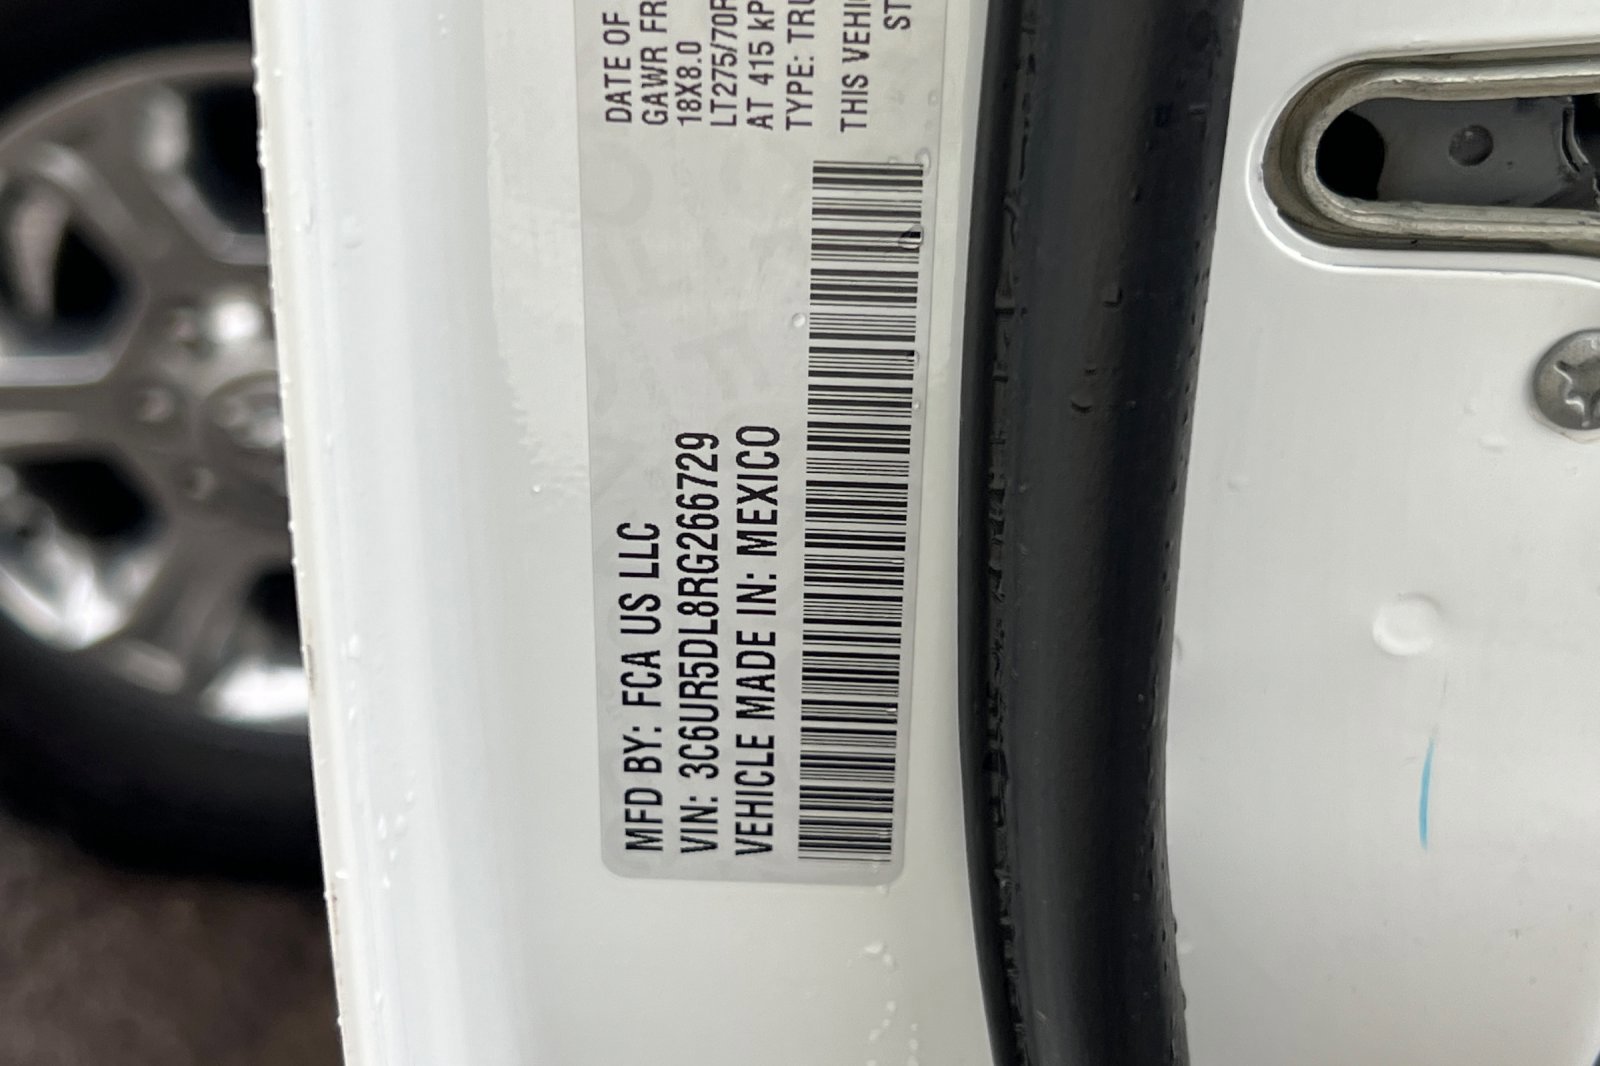 MFD BY: FCA US LLC
VIN: 3C6UR5DL8RG266729
VEHICLE MADE IN: MEXICO
DATE OF
GAWR FR
18X8.0
LT275/70R
AT 415 kP
TYPE: TRU
THIS VEHIC
ST